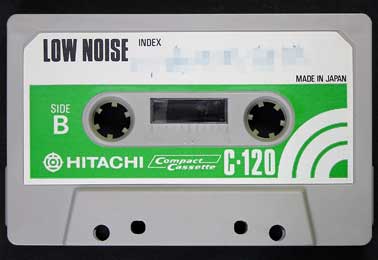 LOW NOISE INDEX
MADE IN JAPAN
SIDE
B
HITACHI Compact Cassette C-120